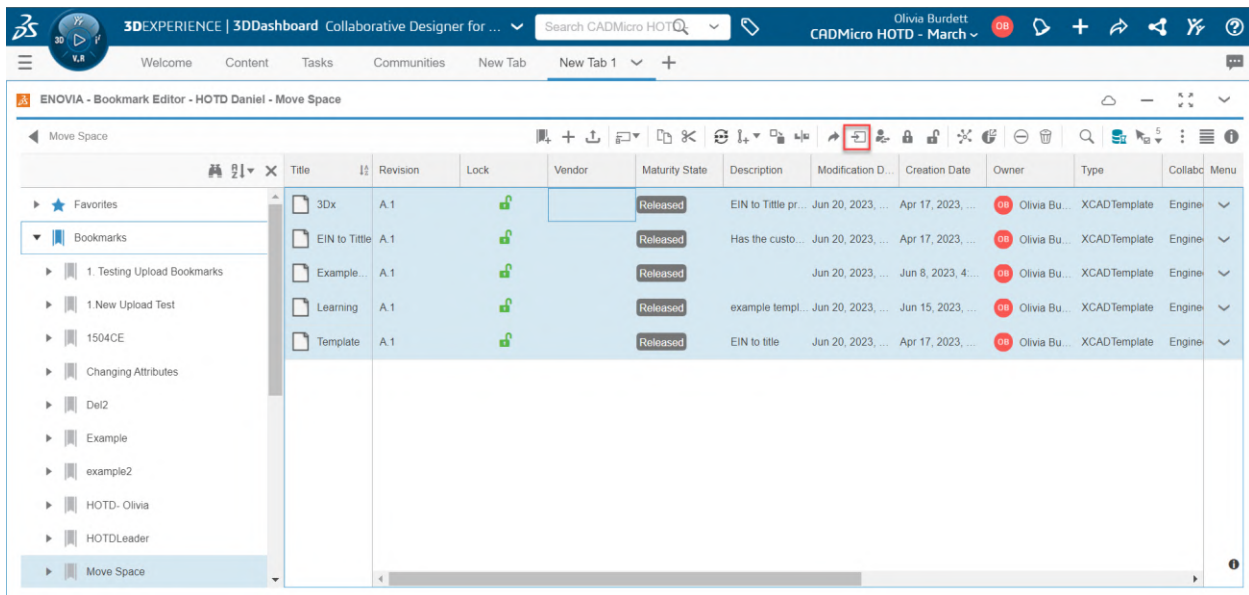 3DEXPERIENCE | 3DDashboard Collaborative Designer for ...
Search CADMicro HOTD-
Olivia Burdett
CADMicro HOTD - March
OB
3D
V.R
Welcome Content Tasks Communities New Tab New Tab 1
ENOVIA - Bookmark Editor - HOTD Daniel - Move Space
Move Space
5
Title Revision Lock Vendor Maturity State Description Modification D... Creation Date Owner Type Collabo Menu
Favorites
Bookmarks
1. Testing Upload Bookmarks
1.New Upload Test
1504CE
Changing Attributes
Del2
Example
example2
HOTD- Olivia
HOTDLeader
Move Space
3Dx A.1 Released EIN to Tittle pr... Jun 20, 2023, ... Apr 17, 2023, ... OB Olivia Bu... XCADTemplate Engine
EIN to Tittle A.1 Released Has the custo... Jun 20, 2023, ... Apr 17, 2023, ... OB Olivia Bu... XCADTemplate Engine
Example... A.1 Released Jun 20, 2023, ... Jun 8, 2023, 4:... OB Olivia Bu... XCADTemplate Engine
Learning A.1 Released example templ... Jun 20, 2023, ... Jun 15, 2023, ... OB Olivia Bu... XCADTemplate Engine
Template A.1 Released EIN to title Jun 20, 2023, ... Apr 17, 2023, ... OB Olivia Bu... XCADTemplate Engine